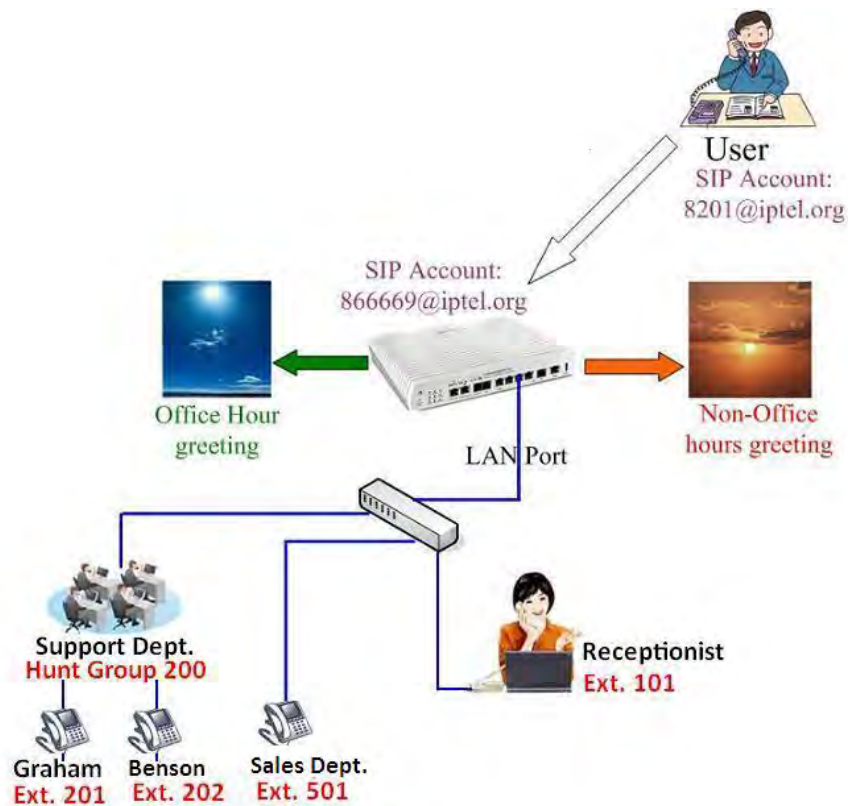 User
SIP Account:
8201@iptel.org
SIP Account:
866669@iptel.org
Office Hour
greeting
Non-Office
hours greeting
LAN Port
Support Dept.
Hunt Group 200
Receptionist
Ext. 101
Graham
Ext. 201
Benson
Ext. 202
Sales Dept.
Ext. 501